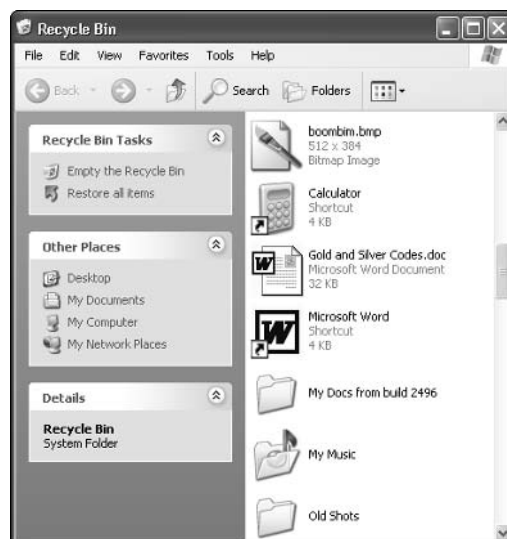 Recycle Bin
File Edit View Favorites Tools Help
Back Search Folders
Recycle Bin Tasks
Empty the Recycle Bin
Restore all items
Other Places
Desktop
My Documents
My Computer
My Network Places
Details
Recycle Bin
System Folder
boombim.bmp
512 x 384
Bitmap Image
Calculator
Shortcut
4 KB
Gold and Silver Codes.doc
Microsoft Word Document
32 KB
Microsoft Word
Shortcut
4 KB
My Docs from build 2496
My Music
Old Shots